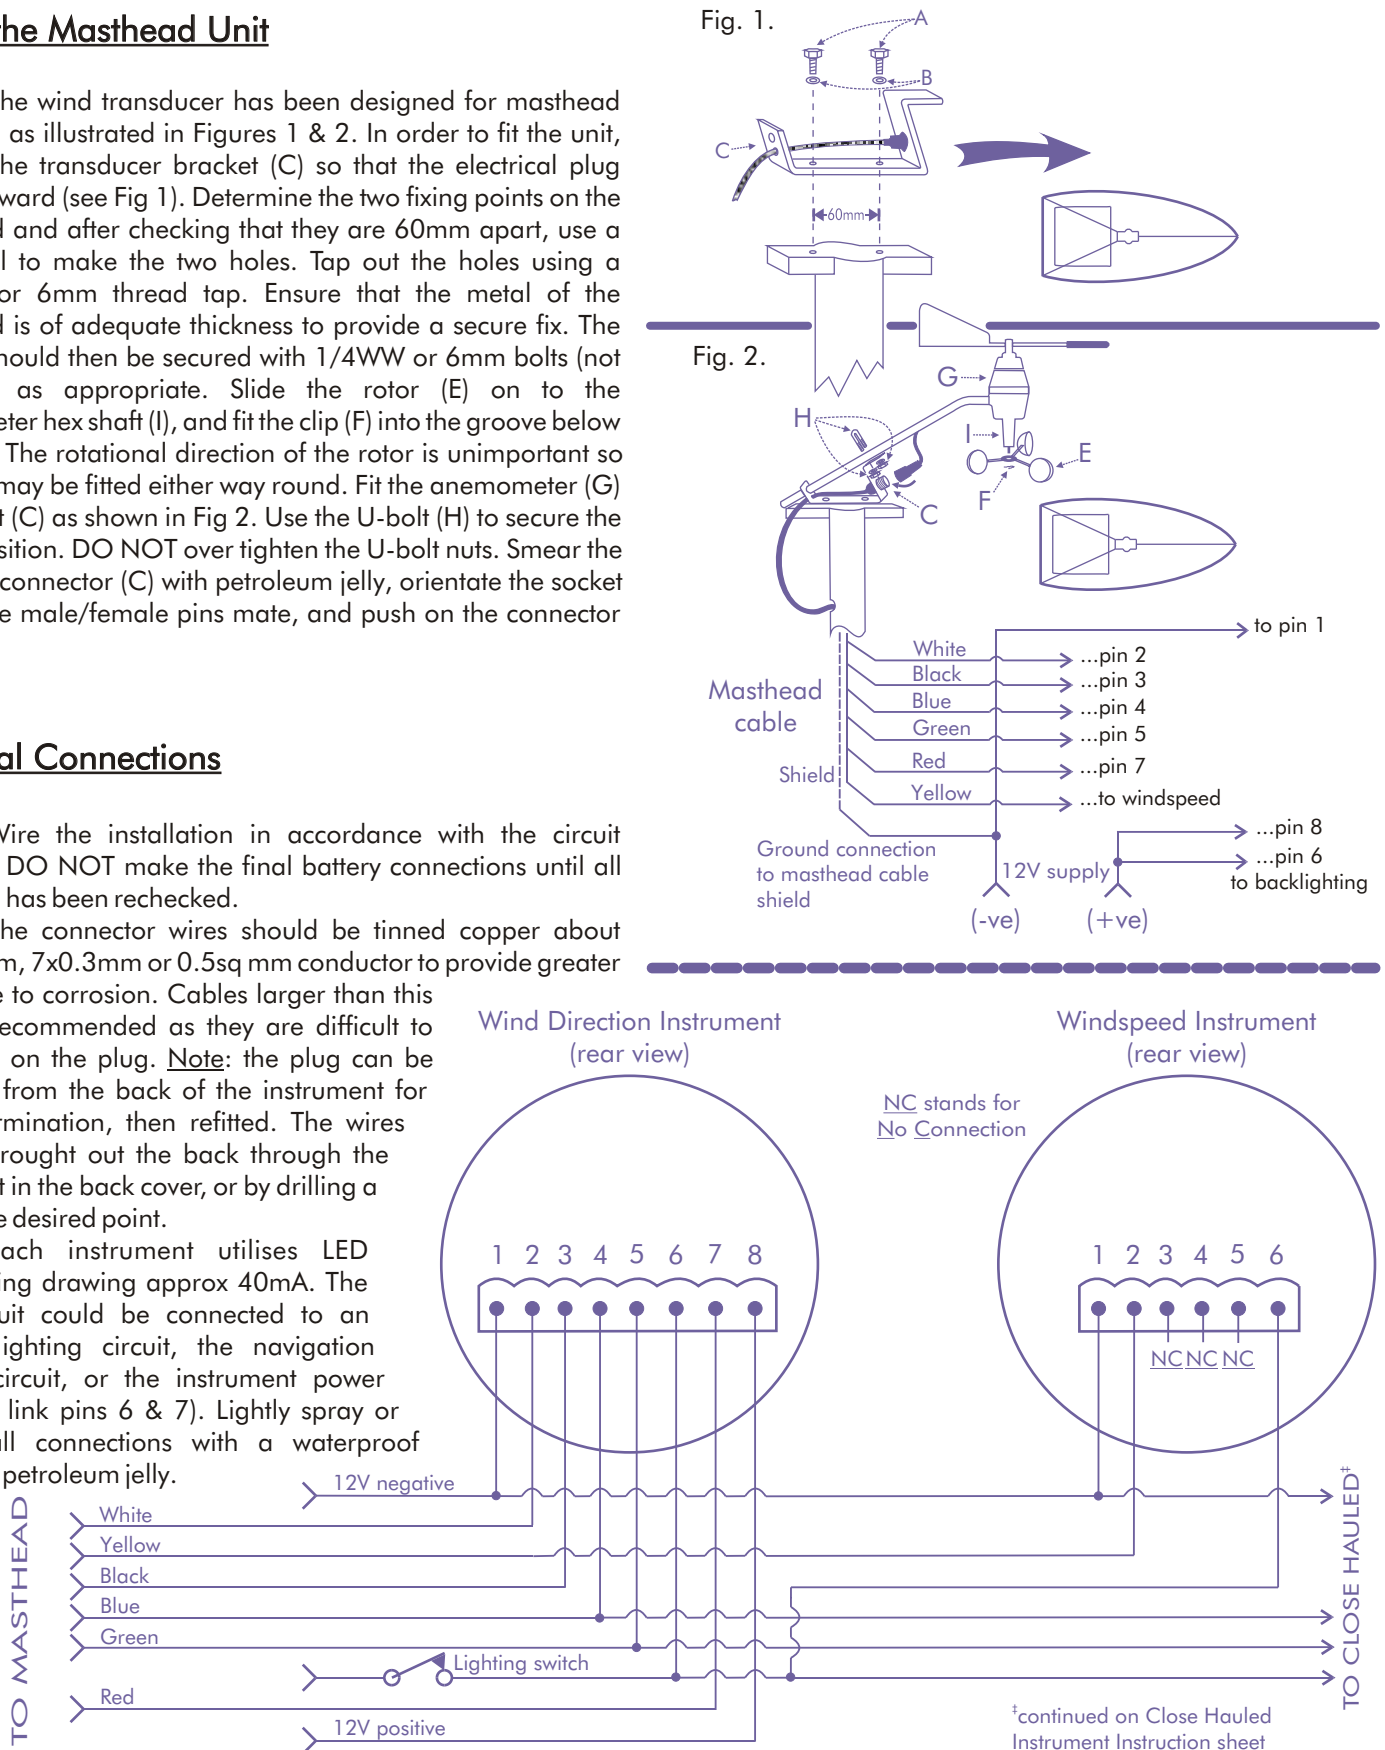 the Masthead Unit
he wind transducer has been designed for masthead
as illustrated in Figures 1 & 2. In order to fit the unit,
he transducer bracket (C) so that the electrical plug
ward (see Fig 1). Determine the two fixing points on the
d and after checking that they are 60mm apart, use a
l to make the two holes. Tap out the holes using a
or 6mm thread tap. Ensure that the metal of the
d is of adequate thickness to provide a secure fix. The
hould then be secured with 1/4WW or 6mm bolts (not
as appropriate. Slide the rotor (E) on to the
eter hex shaft (I), and fit the clip (F) into the groove below
The rotational direction of the rotor is unimportant so
may be fitted either way round. Fit the anemometer (G)
t (C) as shown in Fig 2. Use the U-bolt (H) to secure the
sition. DO NOT over tighten the U-bolt nuts. Smear the
connector (C) with petroleum jelly, orientate the socket
e male/female pins mate, and push on the connector
al Connections
Wire the installation in accordance with the circuit
DO NOT make the final battery connections until all
has been rechecked.
he connector wires should be tinned copper about
m, 7x0.3mm or 0.5sq mm conductor to provide greater
e to corrosion. Cables larger than this
ecommended as they are difficult to
on the plug. Note: the plug can be
from the back of the instrument for
rmination, then refitted. The wires
rought out the back through the
t in the back cover, or by drilling a
e desired point.
ach instrument utilises LED
ing drawing approx 40mA. The
uit could be connected to an
ighting circuit, the navigation
circuit, or the instrument power
link pins 6 & 7). Lightly spray or
all connections with a waterproof
petroleum jelly.
Fig. 1.
A
B
C
60mm
Fig. 2.
G
H
I
E
F
C
to pin 1
White
...pin 2
Black
...pin 3
Blue
...pin 4
Green
...pin 5
Red
...pin 7
Yellow
...to windspeed
Masthead
cable
Shield
Ground connection
to masthead cable
shield
12V supply
...pin 8
...pin 6
to backlighting
(-ve)
(+ve)
Wind Direction Instrument
(rear view)
Windspeed Instrument
(rear view)
NC stands for
No Connection
1 2 3 4 5 6 7 8
1 2 3 4 5 6
NC NC NC
12V negative
White
Yellow
Black
Blue
Green
Lighting switch
Red
12V positive
TO MASTHEAD
TO CLOSE HAULED‡
‡continued on Close Hauled
Instrument Instruction sheet